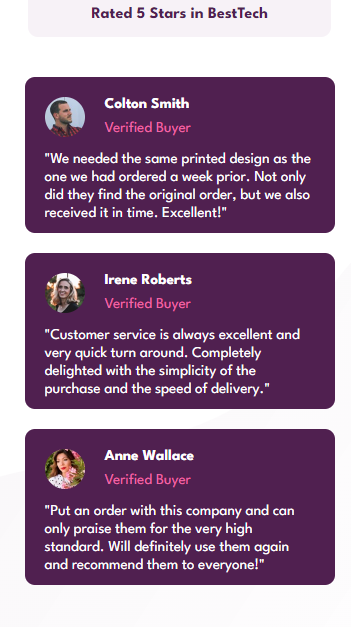 Rated 5 Stars in BestTech
Colton Smith
Verified Buyer
"We needed the same printed design as the
one we had ordered a week prior. Not only
did they find the original order, but we also
received it in time. Excellent!"
Irene Roberts
Verified Buyer
"Customer service is always excellent and
very quick turn around. Completely
delighted with the simplicity of the
purchase and the speed of delivery."
Anne Wallace
Verified Buyer
"Put an order with this company and can
only praise them for the very high
standard. Will definitely use them again
and recommend them to everyone!"